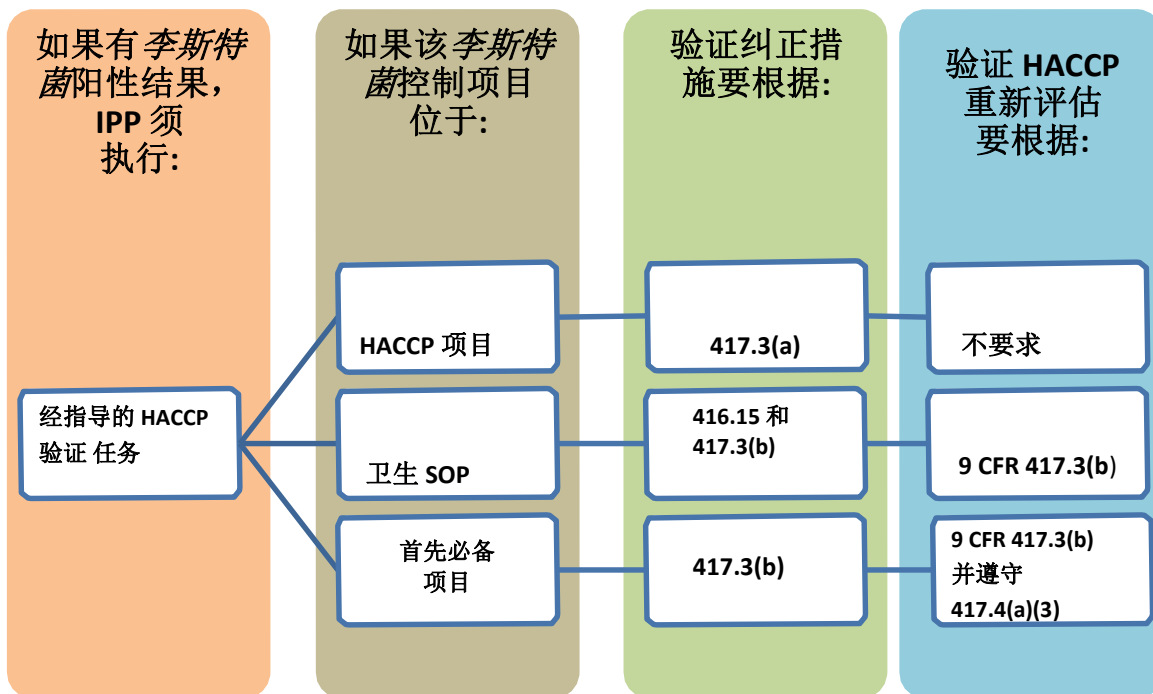 如果有李斯特
菌阳性结果，
IPP 须
执行:
如果该李斯特
菌控制项目
位于:
验证纠正措
施要根据:
验证 HACCP
重新评估
要根据:
经指导的 HACCP
验证 任务
HACCP 项目
417.3(a)
不要求
卫生 SOP
416.15 和
417.3(b)
9 CFR 417.3(b)
首先必备
项目
417.3(b)
9 CFR 417.3(b)
并遵守
417.4(a)(3)